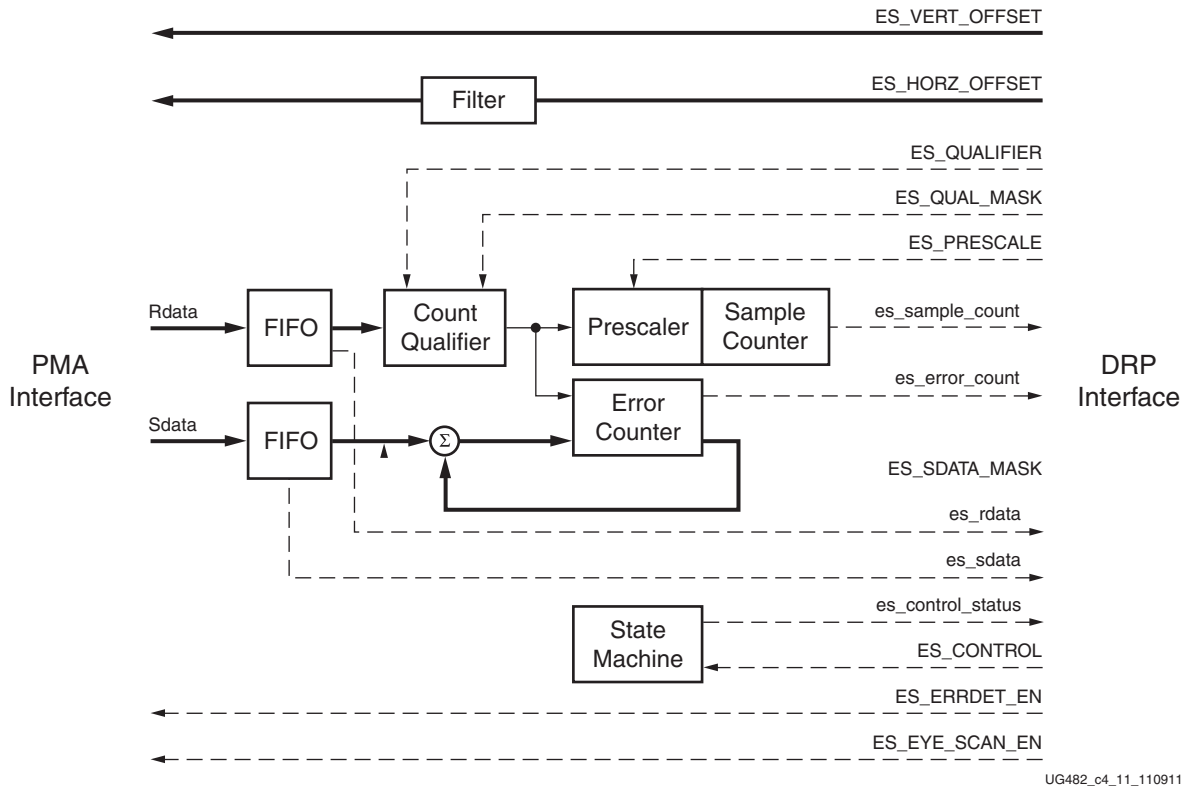 ES_VERT_OFFSET
ES_HORZ_OFFSET
Filter
ES_QUALIFIER
ES_QUAL_MASK
ES_PRESCALE
Rdata
FIFO
Count
Qualifier
Prescaler
Sample
Counter
es_sample_count
PMA
Interface
DRP
Interface
es_error_count
Error
Counter
Sdata
FIFO
Σ
ES_SDATA_MASK
es_rdata
es_sdata
State
Machine
es_control_status
ES_CONTROL
ES_ERRDET_EN
ES_EYE_SCAN_EN
UG482_c4_11_110911